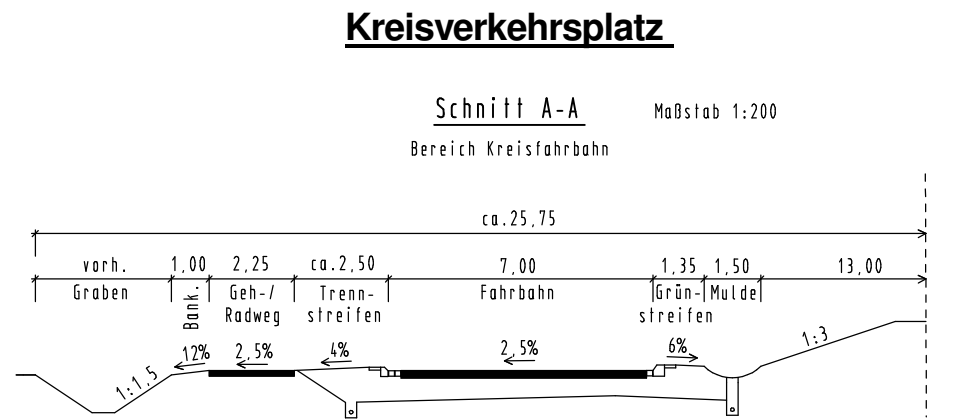 Kreisverkehrsplatz
Schnitt A-A Maßstab 1:200
Bereich Kreisfahrbahn
ca.25,75
vorh. 1,00 2,25 ca.2,50 7,00 1,35 1,50 13,00
Graben Bank. Geh-/ Trenn- Fahrbahn Grün- Mulde
Radweg streifen streifen
1:1,5 12% 2,5% 4% 2,5% 6% 1:3